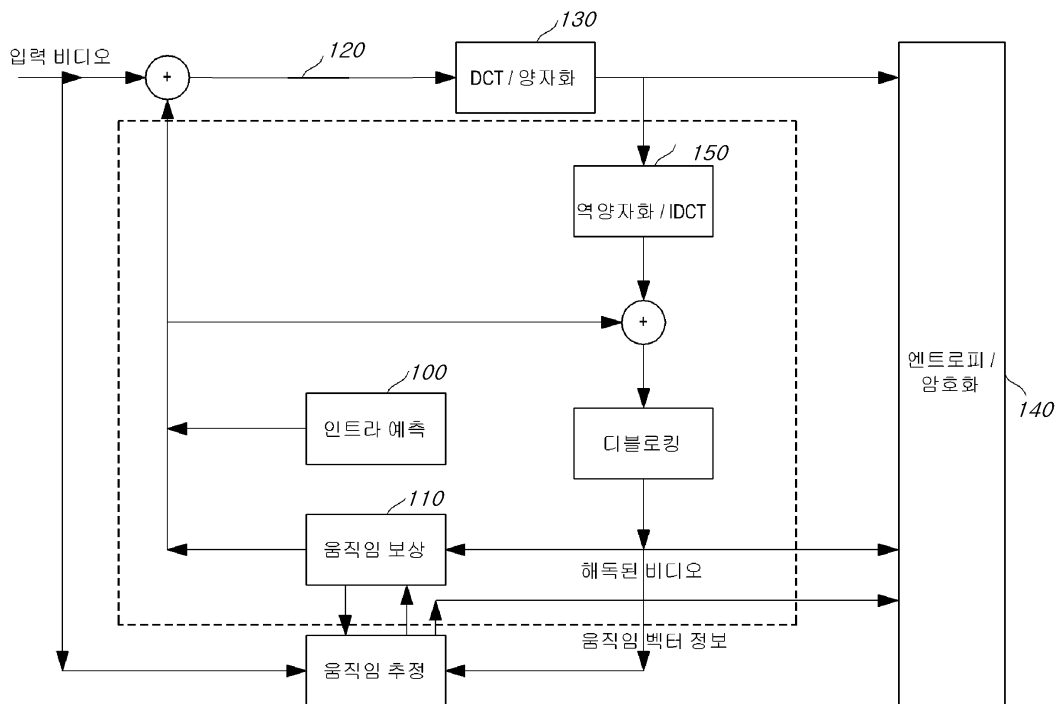 입력 비디오
+
120
130
DCT / 양자화
150
역양자화 / IDCT
+
엔트로피 /
암호화
140
100
인트라 예측
디블로킹
110
움직임 보상
해독된 비디오
움직임 벡터 정보
움직임 추정